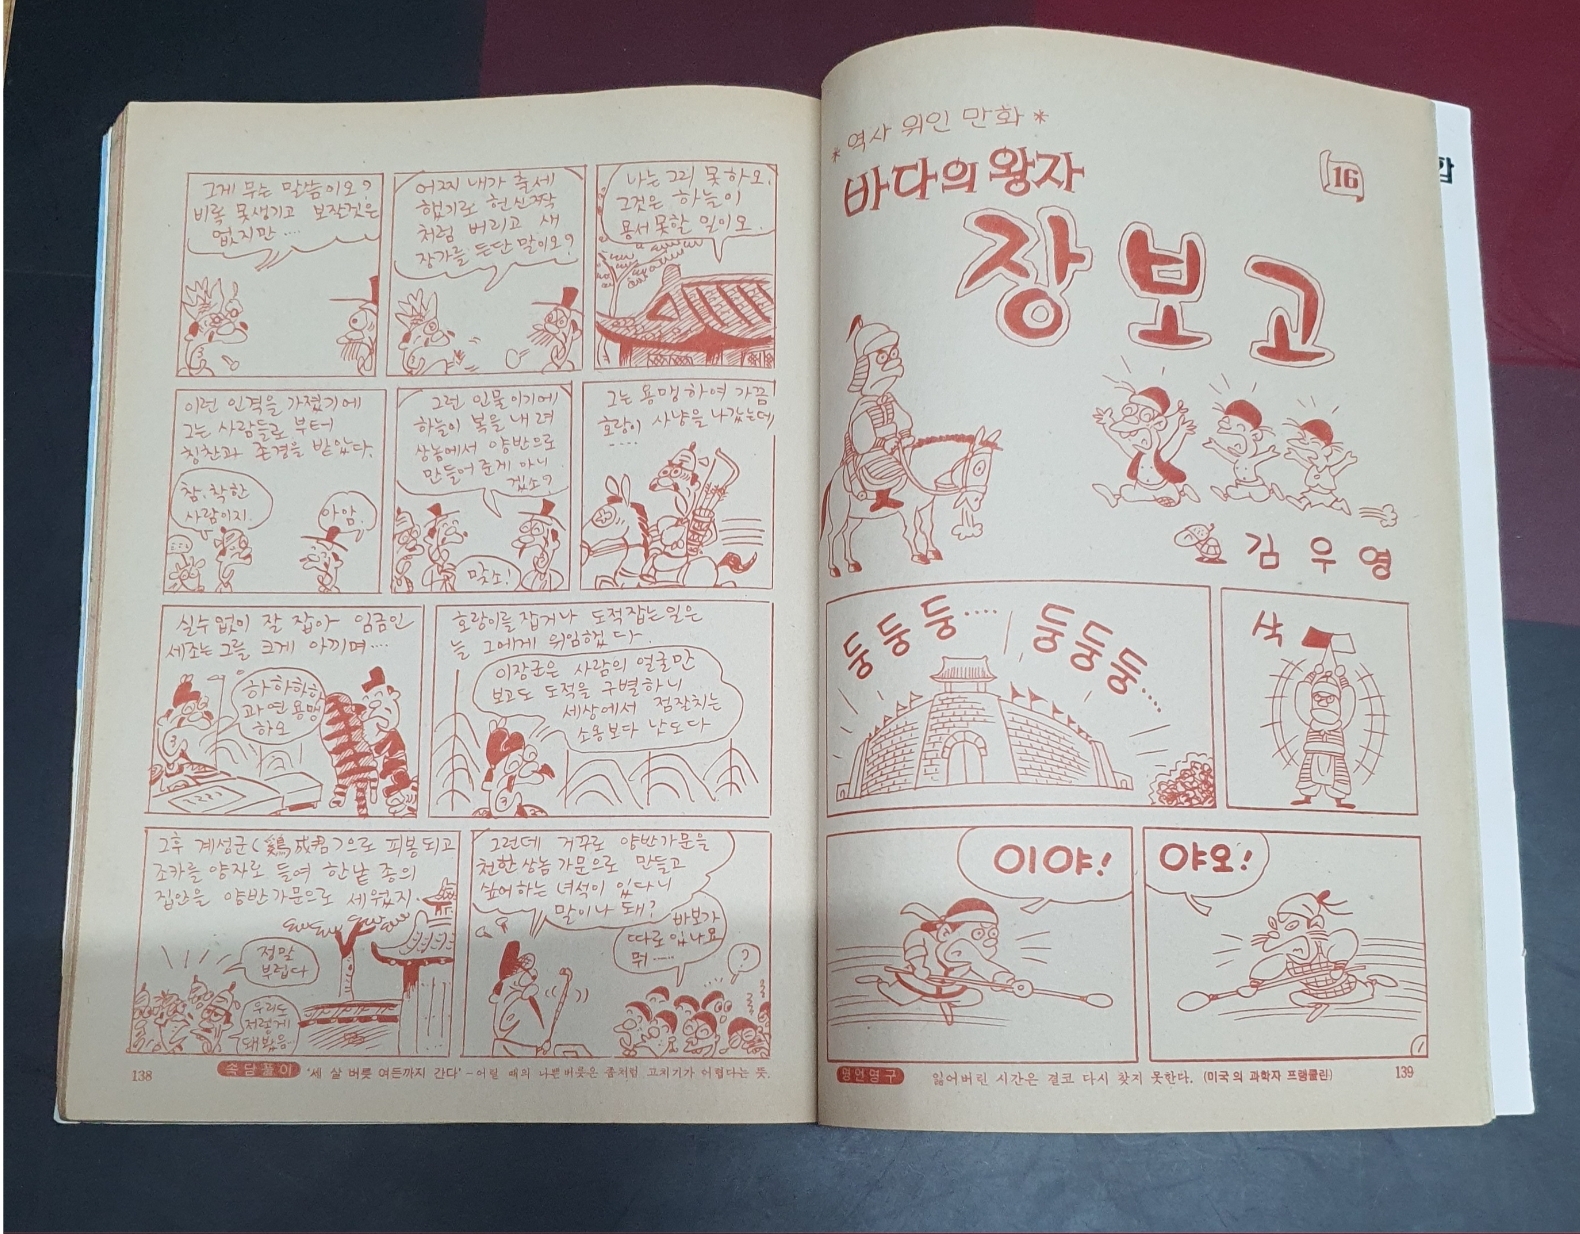 그게 무슨 말씀이오?
비록 못생기고 보잘것은
없지만....
어찌 내가 출세
했기로 헌신짝
처럼 버리고 새
장가를 든단 말이오?
나는 그리 못하오.
그것은 하늘이
용서못할 일이오.
이런 인격을 가졌기에
그는 사람들로 부터
칭찬과 존경을 받았다.
참, 착한
사람이지.
아암.
그런 인물이기에
하늘이 복을 내려
상놈에서 양반으로
만들어 준게 아니
겠소?
맞소!
그는 용맹하여 가끔
호랑이 사냥을 나갔는데
....
실수없이 잘 잡아 임금인
세조는 그를 크게 아끼며....
하하하하
과연 용맹
하오
호랑이를 잡거나 도적잡는 일은
늘 그에게 위임했다.
이장군은 사람의 얼굴만
보고도 도적을 구별하니
세상에서 점잔치는
소용보다 낫도다
그후 계성군(鷄成君)으로 피봉되고
조카를 양자로 들여 한낱 종의
집안을 양반가문으로 세웠지.
정말
부럽다
우리도
저렇게
돼봤음
그런데 거꾸로 양반가문을
천한 상놈가문으로 만들고
싶어하는 녀석이 있다니
말이나 돼?
바보가
따로 있나요
뭐.....
?
138
속담풀이 '세 살 버릇 여든까지 간다'-어릴 때의 나쁜 버릇은 좀처럼 고치기가 어렵다는 뜻.
*역사 위인 만화*
바다의 왕자
16
장보고
김우영
둥둥둥.... 둥둥둥....
삭
이야!
야오!
명언명구 잃어버린 시간은 결코 다시 찾지 못한다. (미국의 과학자 프랭클린)
139
합